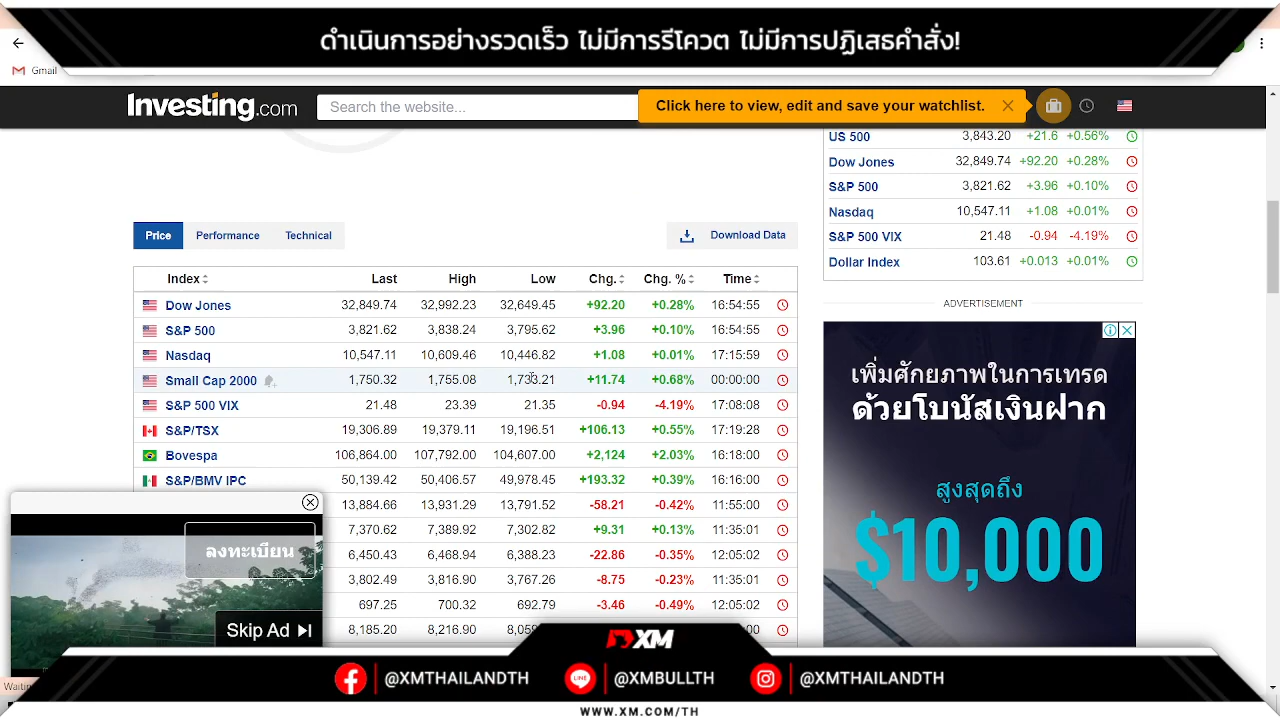 ดำเนินการอย่างรวดเร็ว ไม่มีการรีโควต ไม่มีการปฏิเสธคำสั่ง!
Gmail
Investing.com
Search the website...
Click here to view, edit and save your watchlist.
US 500 3,843.20 +21.6 +0.56%
Dow Jones 32,849.74 +92.20 +0.28%
S&P 500 3,821.62 +3.96 +0.10%
Nasdaq 10,547.11 +1.08 +0.01%
S&P 500 VIX 21.48 -0.94 -4.19%
Dollar Index 103.61 +0.013 +0.01%
Price Performance Technical Download Data
Index Last High Low Chg. Chg. % Time
Dow Jones 32,849.74 32,992.23 32,649.45 +92.20 +0.28% 16:54:55
S&P 500 3,821.62 3,838.24 3,795.62 +3.96 +0.10% 16:54:55
Nasdaq 10,547.11 10,609.46 10,446.82 +1.08 +0.01% 17:15:59
Small Cap 2000 1,750.32 1,755.08 1,733.21 +11.74 +0.68% 00:00:00
S&P 500 VIX 21.48 23.39 21.35 -0.94 -4.19% 17:08:08
S&P/TSX 19,306.89 19,379.11 19,196.51 +106.13 +0.55% 17:19:28
Bovespa 106,864.00 107,792.00 104,607.00 +2,124 +2.03% 16:18:00
S&P/BMV IPC 50,139.42 50,406.57 49,978.45 +193.32 +0.39% 16:16:00
13,884.66 13,931.29 13,791.52 -58.21 -0.42% 11:55:00
7,370.62 7,389.92 7,302.82 +9.31 +0.13% 11:35:01
6,450.43 6,468.94 6,388.23 -22.86 -0.35% 12:05:02
3,802.49 3,816.90 3,767.26 -8.75 -0.23% 11:35:01
697.25 700.32 692.79 -3.46 -0.49% 12:05:02
8,185.20 8,216.90
ADVERTISEMENT
เพิ่มศักยภาพในการเทรด
ด้วยโบนัสเงินฝาก
สูงสุดถึง
$10,000
ลงทะเบียน
Skip Ad
XM
@XMTHAILANDTH
LINE
@XMBULLTH
@XMTHAILANDTH
WWW.XM.COM/TH